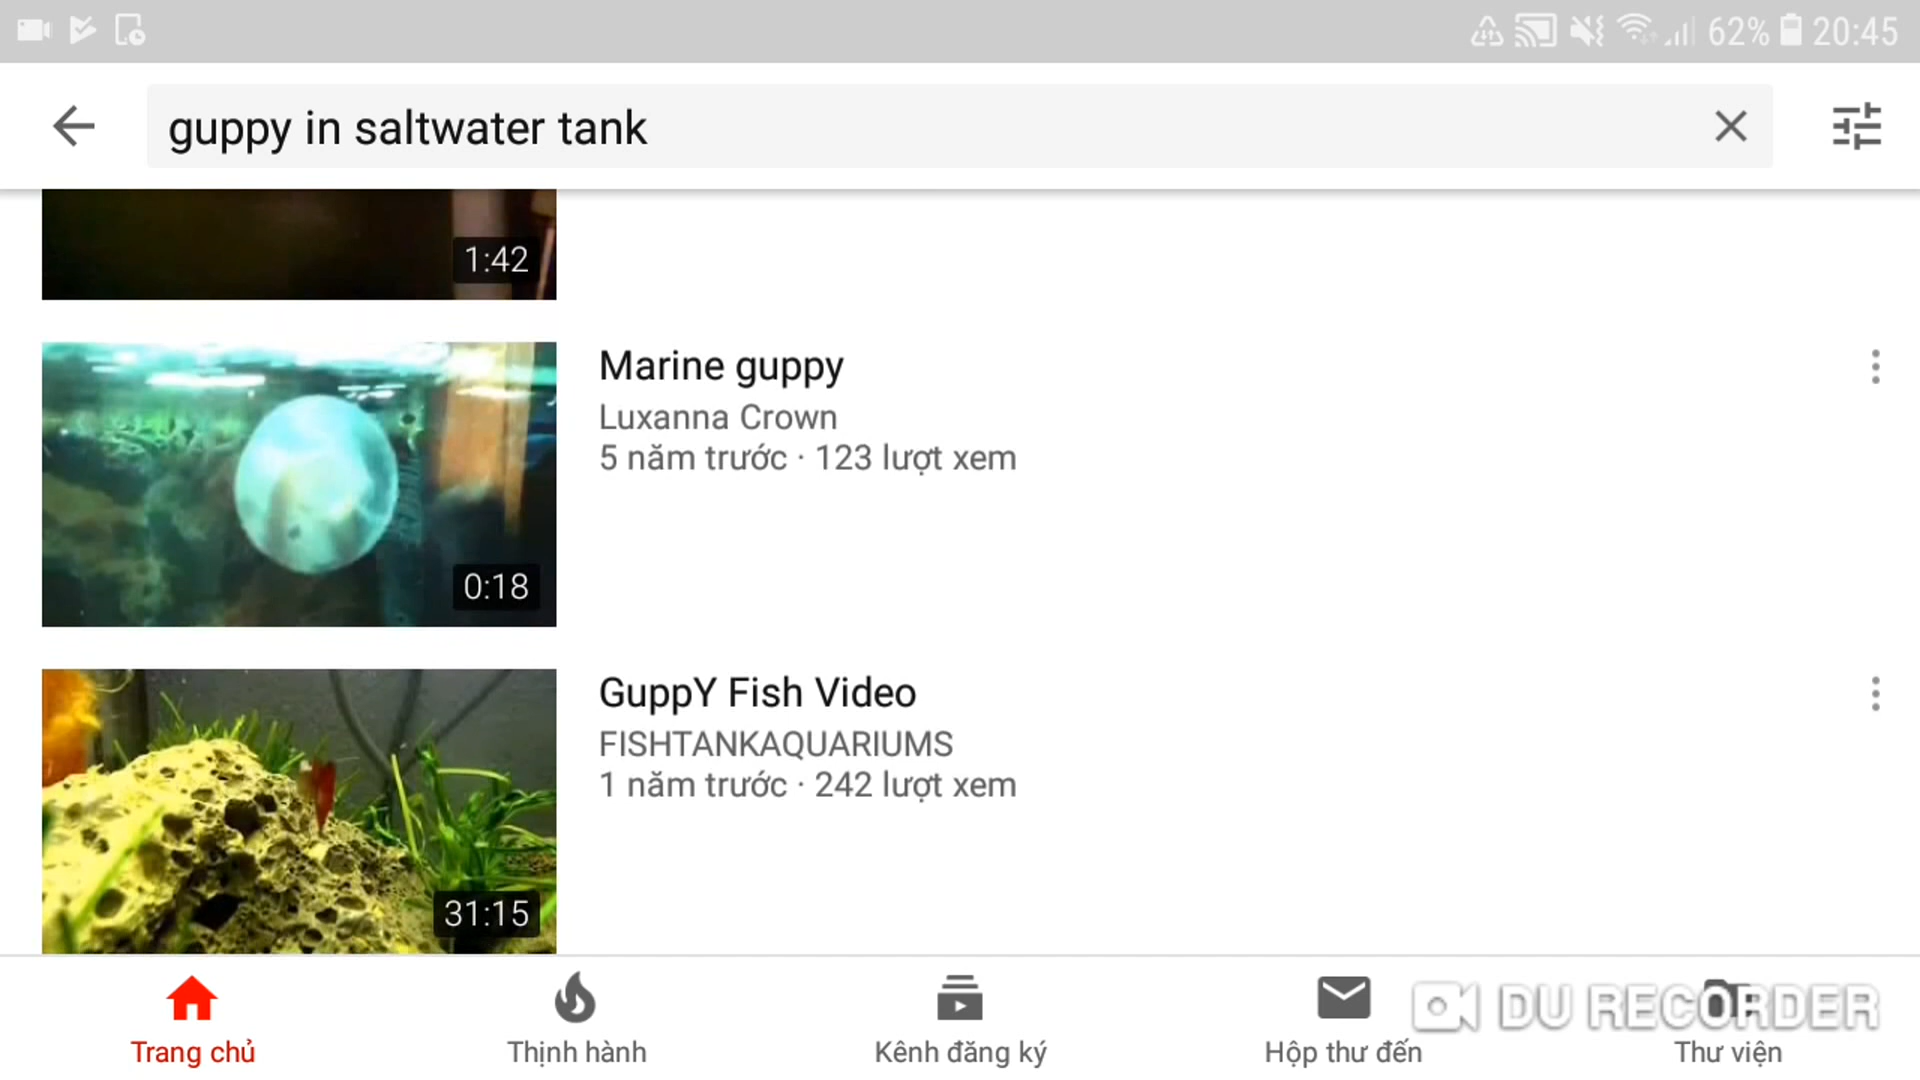 62% 20:45
guppy in saltwater tank
1:42
Marine guppy
Luxanna Crown
5 năm trước · 123 lượt xem
0:18
GuppY Fish Video
FISHTANKAQUARIUMS
1 năm trước · 242 lượt xem
31:15
DU RECORDER
Trang chủ
Thịnh hành
Kênh đăng ký
Hộp thư đến
Thư viện